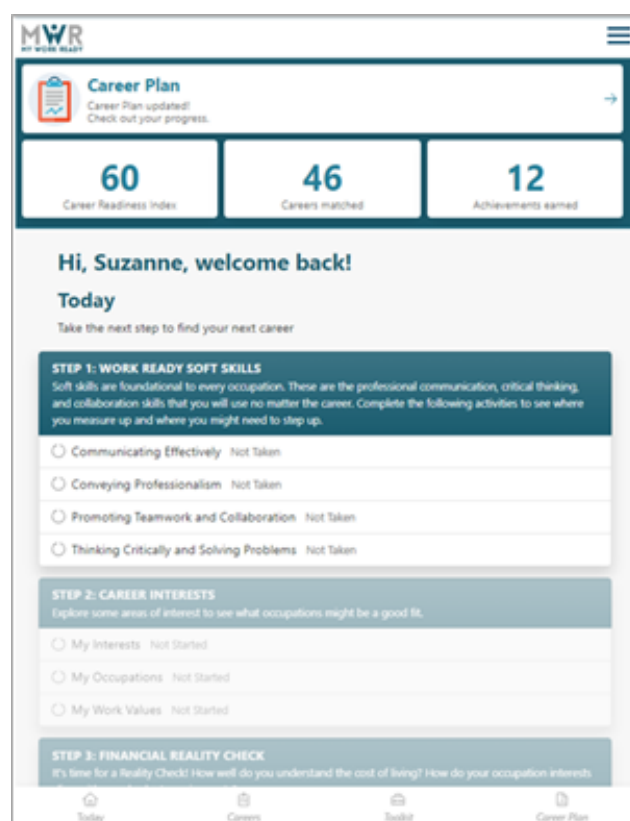 MWR
MY WORK READY
Career Plan
Career Plan updated!
Check out your progress.
60
Career Readiness Index
46
Careers matched
12
Achievements earned
Hi, Suzanne, welcome back!
Today
Take the next step to find your next career
STEP 1: WORK READY SOFT SKILLS
Soft skills are foundational to every occupation. These are the professional communication, critical thinking,
and collaboration skills that you will use no matter the career. Complete the following activities to see where
you measure up and where you might need to step up.
Communicating Effectively Not Taken
Conveying Professionalism Not Taken
Promoting Teamwork and Collaboration Not Taken
Thinking Critically and Solving Problems Not Taken
STEP 2: CAREER INTERESTS
Explore some areas of interest to see what occupations might be a good fit.
My Interests Not Started
My Occupations Not Started
My Work Values Not Started
STEP 3: FINANCIAL REALITY CHECK
It's time for a Reality Check! How well do you understand the cost of living? How do your occupation interests
Today
Careers
Toolkit
Career Plan